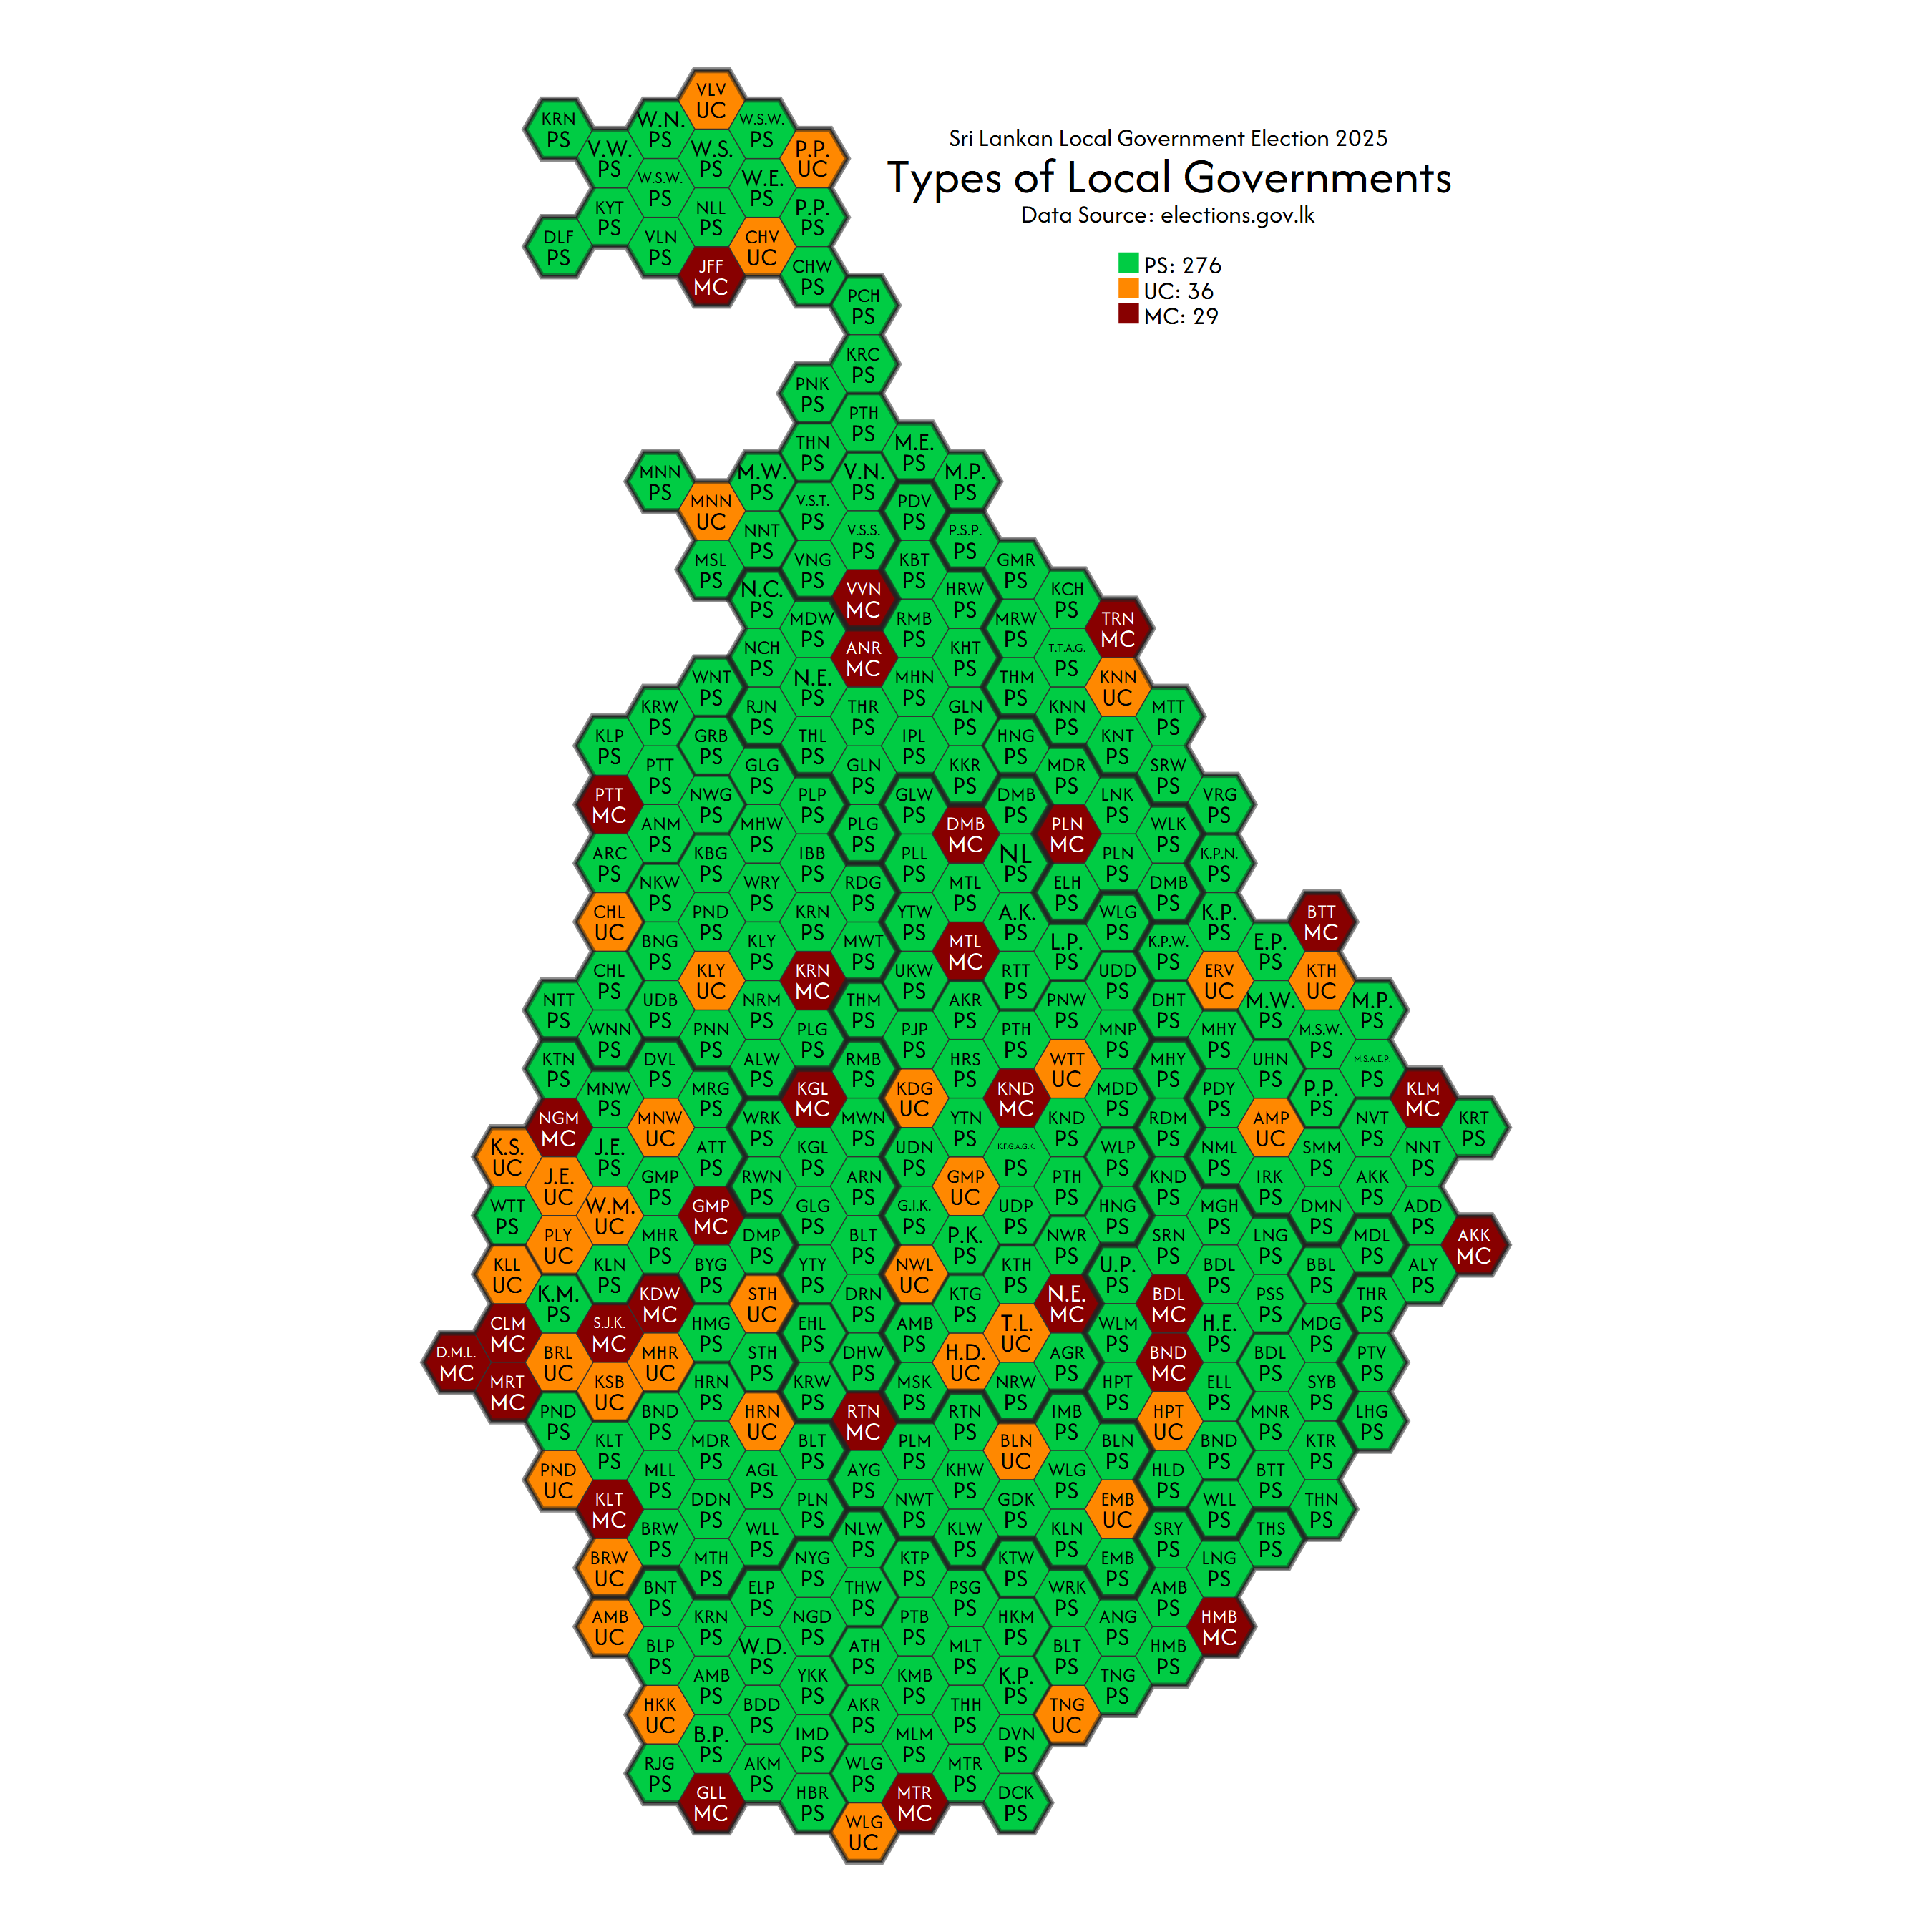 VLV
UC
KRN W.N. W.S.W.
PS PS PS
Sri Lankan Local Government Election 2025
V.W. W.S. P.P.
PS PS UC
Types of Local Governments
W.S.W. W.E.
PS PS
KYT NLL P.P.
PS PS PS
Data Source: elections.gov.lk
DLF VLN CHV
PS PS UC
JFF CHW
MC PS
PS: 276
UC: 36
MC: 29
PCH
PS
KRC
PS
PNK
PS
PTH
PS
THN M.E.
PS PS
MNN M.W. V.N. M.P.
PS PS PS PS
MNN V.S.T. PDV
UC PS PS
NNT V.S.S. P.S.P.
PS PS PS
MSL VNG KBT GMR
PS PS PS PS
N.C. VVN HRW KCH
PS MC PS PS
MDW RMB MRW TRN
PS PS PS MC
NCH ANR KHT T.T.A.G.
PS MC PS PS
WNT N.E. MHN THM KNN
PS PS PS PS UC
KRW RJN THR GLN KNN MTT
PS PS PS PS PS PS
KLP GRB THL IPL HNG KNT
PS PS PS PS PS PS
PTT GLG GLN KKR MDR SRW
PS PS PS PS PS PS
PTT NWG PLP GLW DMB LNK VRG
MC PS PS PS PS PS PS
ANM MHW PLG DMB PLN WLK
PS PS PS MC MC PS
ARC KBG IBB PLL NL PLN K.P.N.
PS PS PS PS PS PS PS
NKW WRY RDG MTL ELH DMB
PS PS PS PS PS PS
CHL PND KRN YTW A.K. WLG K.P. BTT
UC PS PS PS PS PS PS MC
BNG KLY MWT MTL L.P. K.P.W. E.P.
PS PS PS MC PS PS PS
CHL KLY KRN UKW RTT UDD ERV KTH
PS UC MC PS PS PS UC UC
NTT UDB NRM THM AKR PNW DHT M.W. M.P.
PS PS PS PS PS PS PS PS PS
WNN PNN PLG PJP PTH MNP MHY M.S.W.
PS PS PS PS PS PS PS PS
KTN DVL ALW RMB HRS WTT MHY UHN M.S.A.E.P.
PS PS PS PS PS UC PS PS PS
MNW MRG KGL KDG KND MDD PDY P.P. KLM
PS PS MC UC MC PS PS PS MC
NGM MNW WRK MWN YTN KND RDM AMP NVT KRT
MC UC PS PS PS PS PS UC PS PS
K.S. J.E. ATT KGL UDN K.F.G.A.G.K. WLP NML SMM NNT
UC PS PS PS PS PS PS PS PS PS
J.E. GMP RWN ARN GMP PTH KND IRK AKK
UC PS PS PS UC PS PS PS PS
WTT W.M. GMP GLG G.I.K. UDP HNG MGH DMN ADD
PS UC MC PS PS PS PS PS PS PS
PLY MHR DMP BLT P.K. NWR SRN LNG MDL AKK
UC PS PS PS PS PS PS PS PS MC
KLL KLN BYG YTY NWL KTH U.P. BDL BBL ALY
UC PS PS PS UC PS PS PS PS PS
K.M. KDW STH DRN KTG N.E. BDL PSS THR
PS MC UC PS PS MC MC PS PS
CLM S.J.K. HMG EHL AMB T.L. WLM H.E. MDG
MC MC PS PS PS UC PS PS PS
D.M.L. BRL MHR STH DHW H.D. AGR BND BDL PTV
MC UC UC PS PS UC PS MC PS PS
MRT KSB HRN KRW MSK NRW HPT ELL SYB
MC UC PS PS PS PS PS PS PS
PND BND HRN RTN RTN IMB HPT MNR LHG
PS PS UC MC PS PS UC PS PS
KLT MDR BLT PLM BLN BLN BND KTR
PS PS PS PS UC PS PS PS
PND MLL AGL AYG KHW WLG HLD BTT
UC PS PS PS PS PS PS PS
KLT DDN PLN NWT GDK EMB WLL THN
MC PS PS PS PS UC PS PS
BRW WLL NLW KLW KLN SRY THS
PS PS PS PS PS PS PS
BRW MTH NYG KTP KTW EMB LNG
UC PS PS PS PS PS PS
BNT ELP THW PSG WRK AMB
PS PS PS PS PS PS
AMB KRN NGD PTB HKM ANG HMB
UC PS PS PS PS PS MC
BLP W.D. ATH MLT BLT HMB
PS PS PS PS PS PS
AMB YKK KMB K.P. TNG
PS PS PS PS PS
HKK BDD AKR THH TNG
UC PS PS PS UC
B.P. IMD MLM DVN
PS PS PS PS
RJG AKM WLG MTR
PS PS PS PS
GLL HBR MTR DCK
MC PS MC PS
WLG
UC